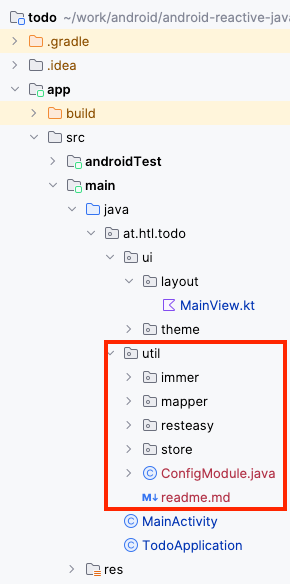 todo ~/work/android/android-reactive-java
.gradle
.idea
app
build
src
androidTest
main
java
at.htl.todo
ui
layout
MainView.kt
theme
util
immer
mapper
resteasy
store
ConfigModule.java
M↓ readme.md
MainActivity
TodoApplication
res